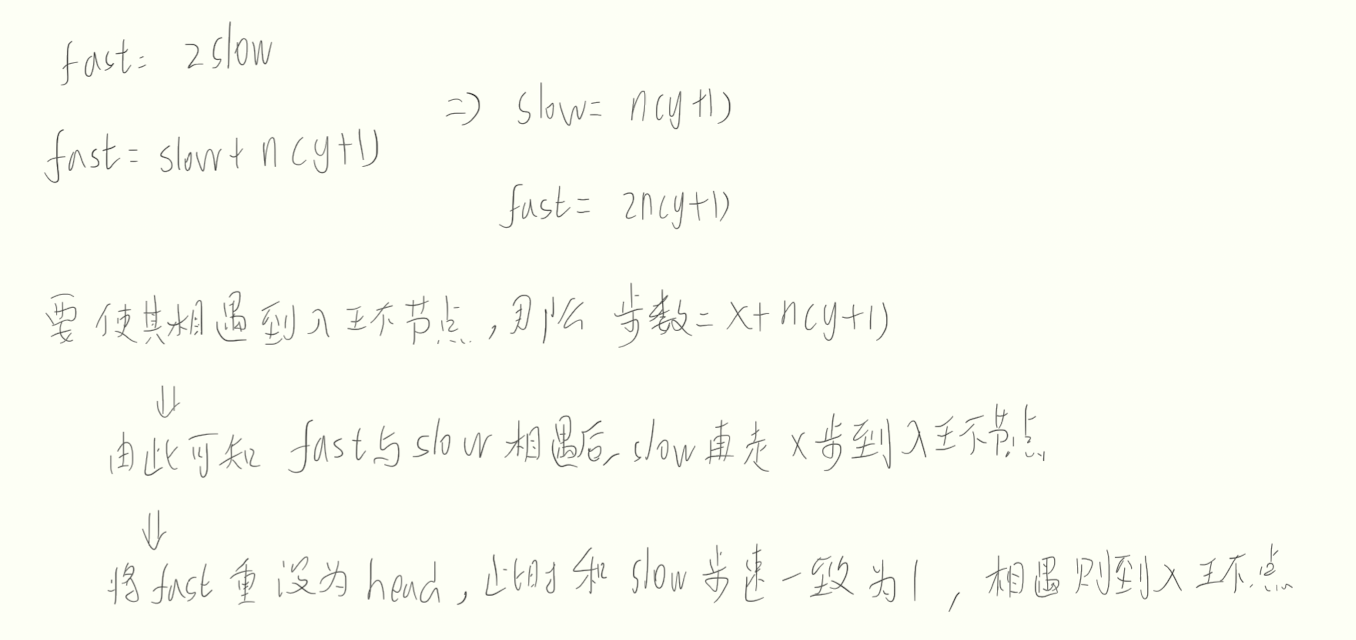 fast= 2slow
=> slow= n(y+1)
fast= slow+ n(y+1)
fast= 2n(y+1)
要使其相遇到入环节点,那么 步数= x+n(y+1)
⇓
由此可知 fast与slow相遇后,slow再走x步到入环节点
⇓
将fast重设为head,此时和slow步速一致为1,相遇则到入环点